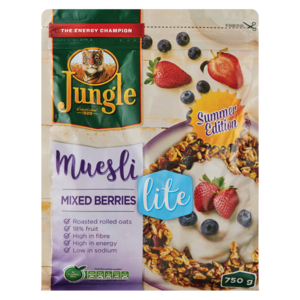 THE ENERGY CHAMPION
Jungle
1920
Summer
Edition
Muesli
lite
MIXED BERRIES
✓ Roasted rolled oats
✓ 18% fruit
✓ High in fibre
✓ High in energy
✓ Low in sodium
750 g